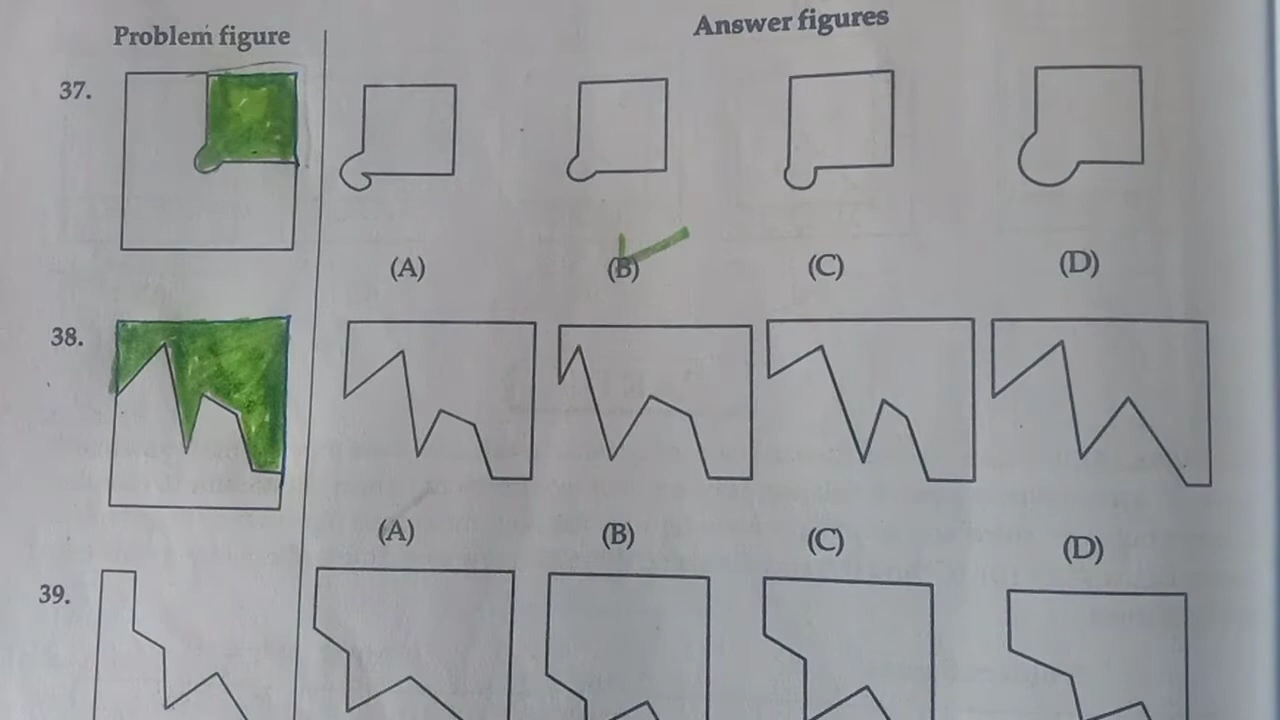 Problem figure
Answer figures
37.
(A)
(B)
(C)
(D)
38.
(A)
(B)
(C)
(D)
39.